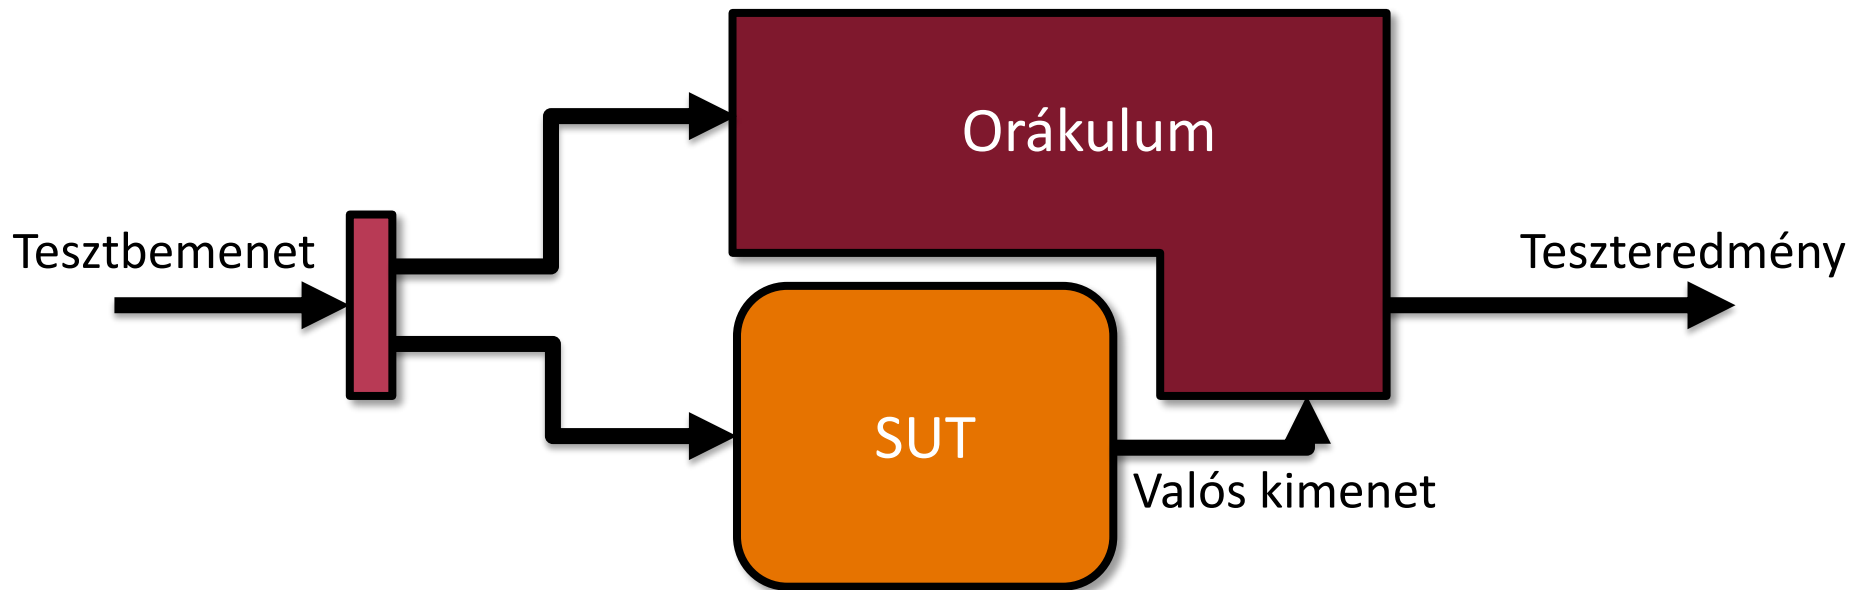 Orákulum
Tesztbemenet
Teszteredmény
SUT
Valós kimenet